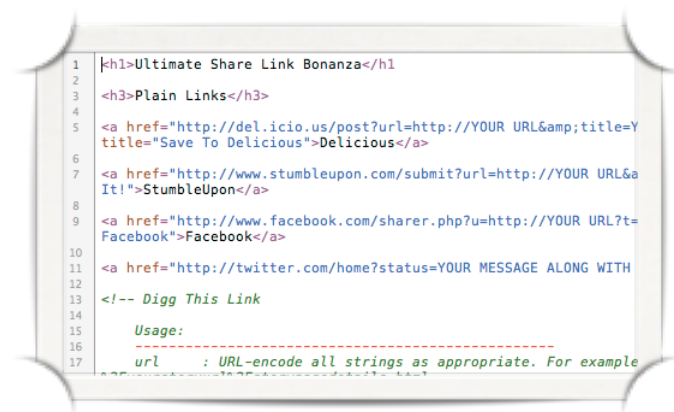 1 <h1>Ultimate Share Link Bonanza</h1
2
3 <h3>Plain Links</h3>
4
5 <a href="http://del.icio.us/post?url=http://YOUR URL&amp;title=Y
title="Save To Delicious">Delicious</a>
6
7 <a href="http://www.stumbleupon.com/submit?url=http://YOUR URL&a
It!">StumbleUpon</a>
8
9 <a href="http://www.facebook.com/sharer.php?u=http://YOUR URL?t=
Facebook">Facebook</a>
10
11 <a href="http://twitter.com/home?status=YOUR MESSAGE ALONG WITH
12
13 <!-- Digg This Link
14
15 Usage:
16 ---------------------------------------------------
17 url : URL-encode all strings as appropriate. For example